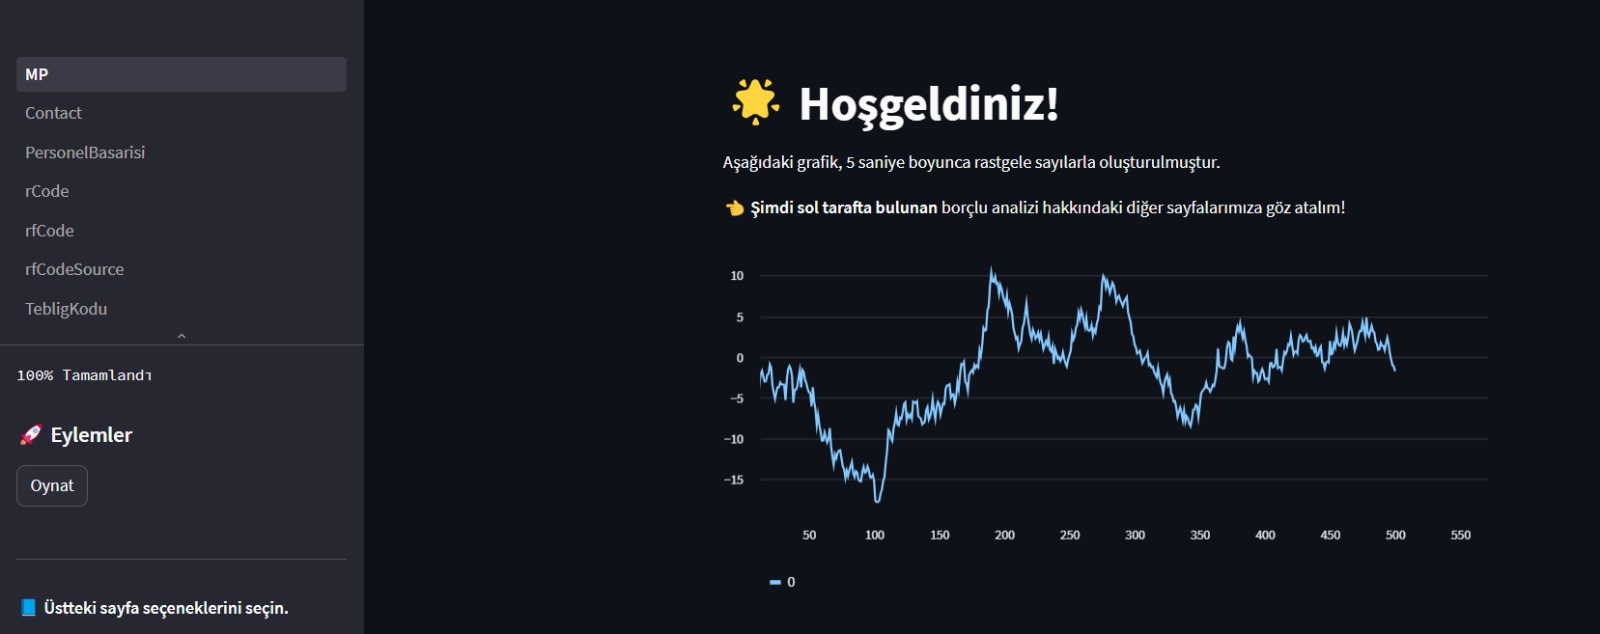 MP
Contact
PersonelBasarisi
rCode
rfCode
rfCodeSource
TebligKodu
100% Tamamlandı
🚀 Eylemler
Oynat
📘 Üstteki sayfa seçeneklerini seçin.
🌟 Hoşgeldiniz!
Aşağıdaki grafik, 5 saniye boyunca rastgele sayılarla oluşturulmuştur.
👈 Şimdi sol tarafta bulunan borçlu analizi hakkındaki diğer sayfalarımıza göz atalım!
10
5
0
−5
−10
−15
50 100 150 200 250 300 350 400 450 500 550
0